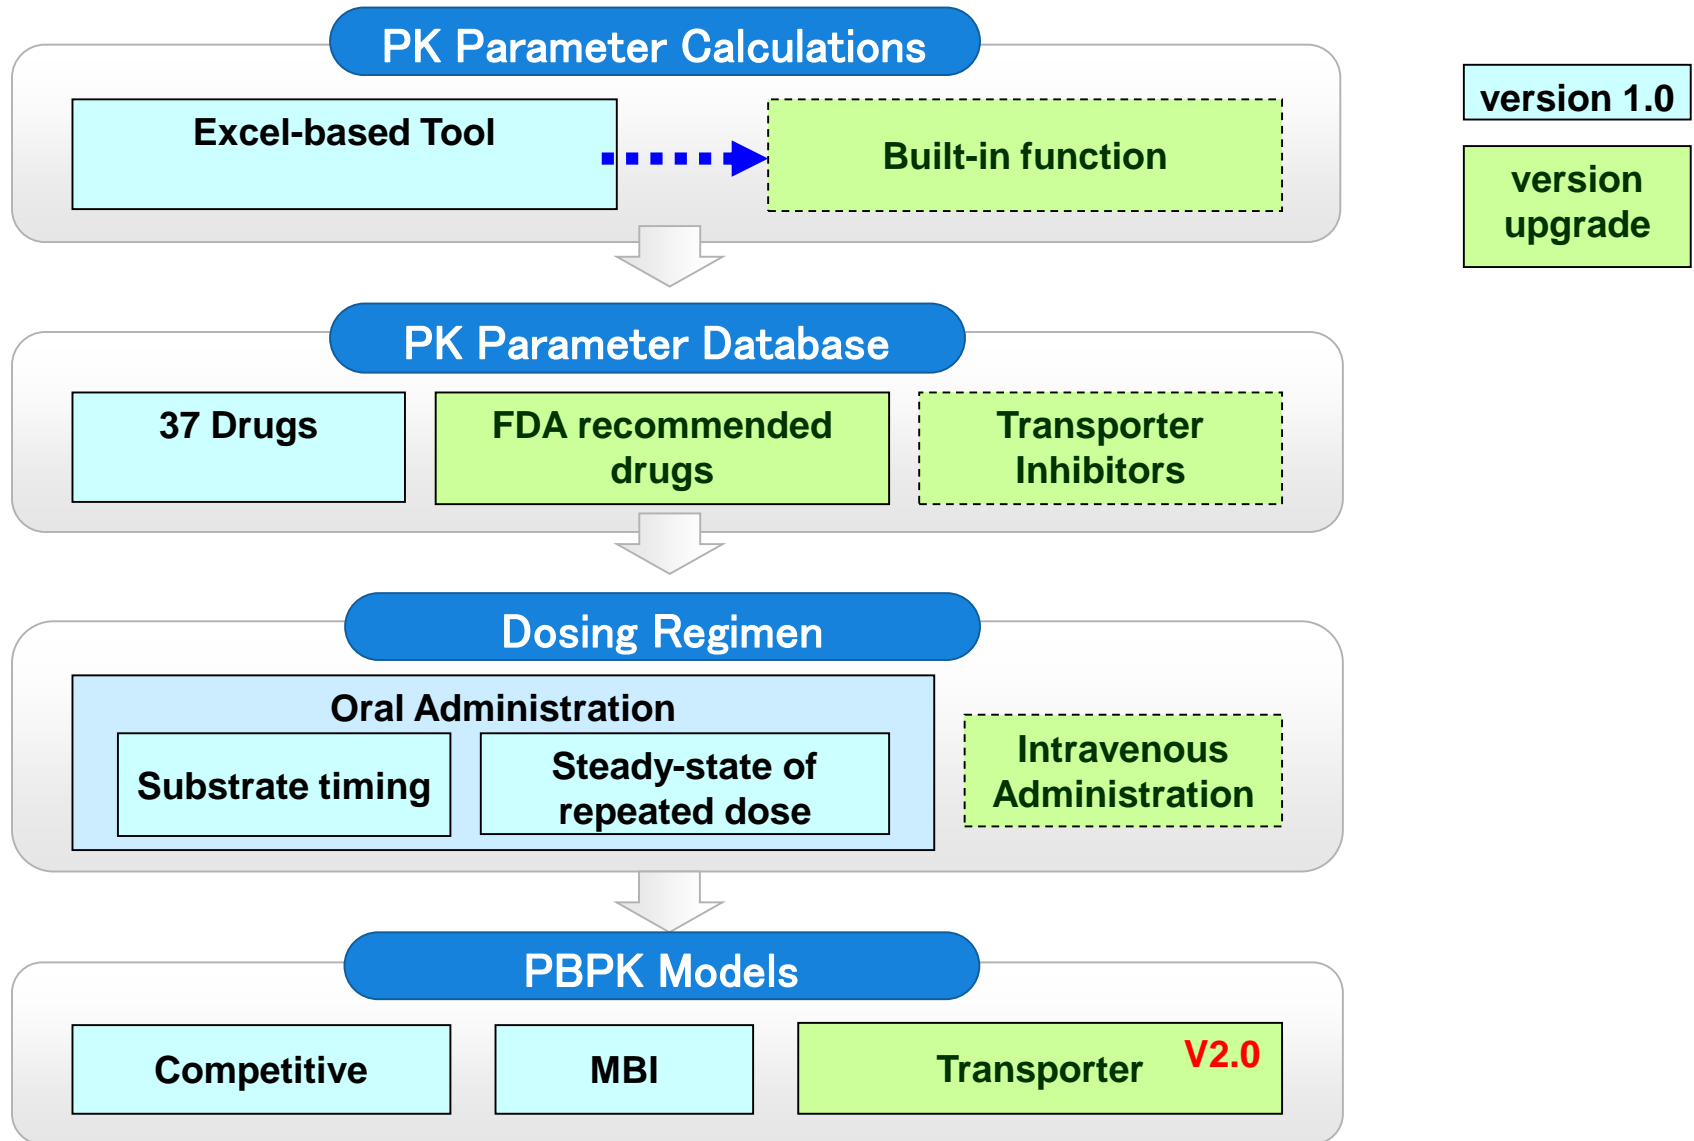 PK Parameter Calculations
Excel-based Tool
Built-in function
version 1.0
version
upgrade
PK Parameter Database
37 Drugs
FDA recommended
drugs
Transporter
Inhibitors
Dosing Regimen
Oral Administration
Substrate timing
Steady-state of
repeated dose
Intravenous
Administration
PBPK Models
Competitive
MBI
Transporter
V2.0